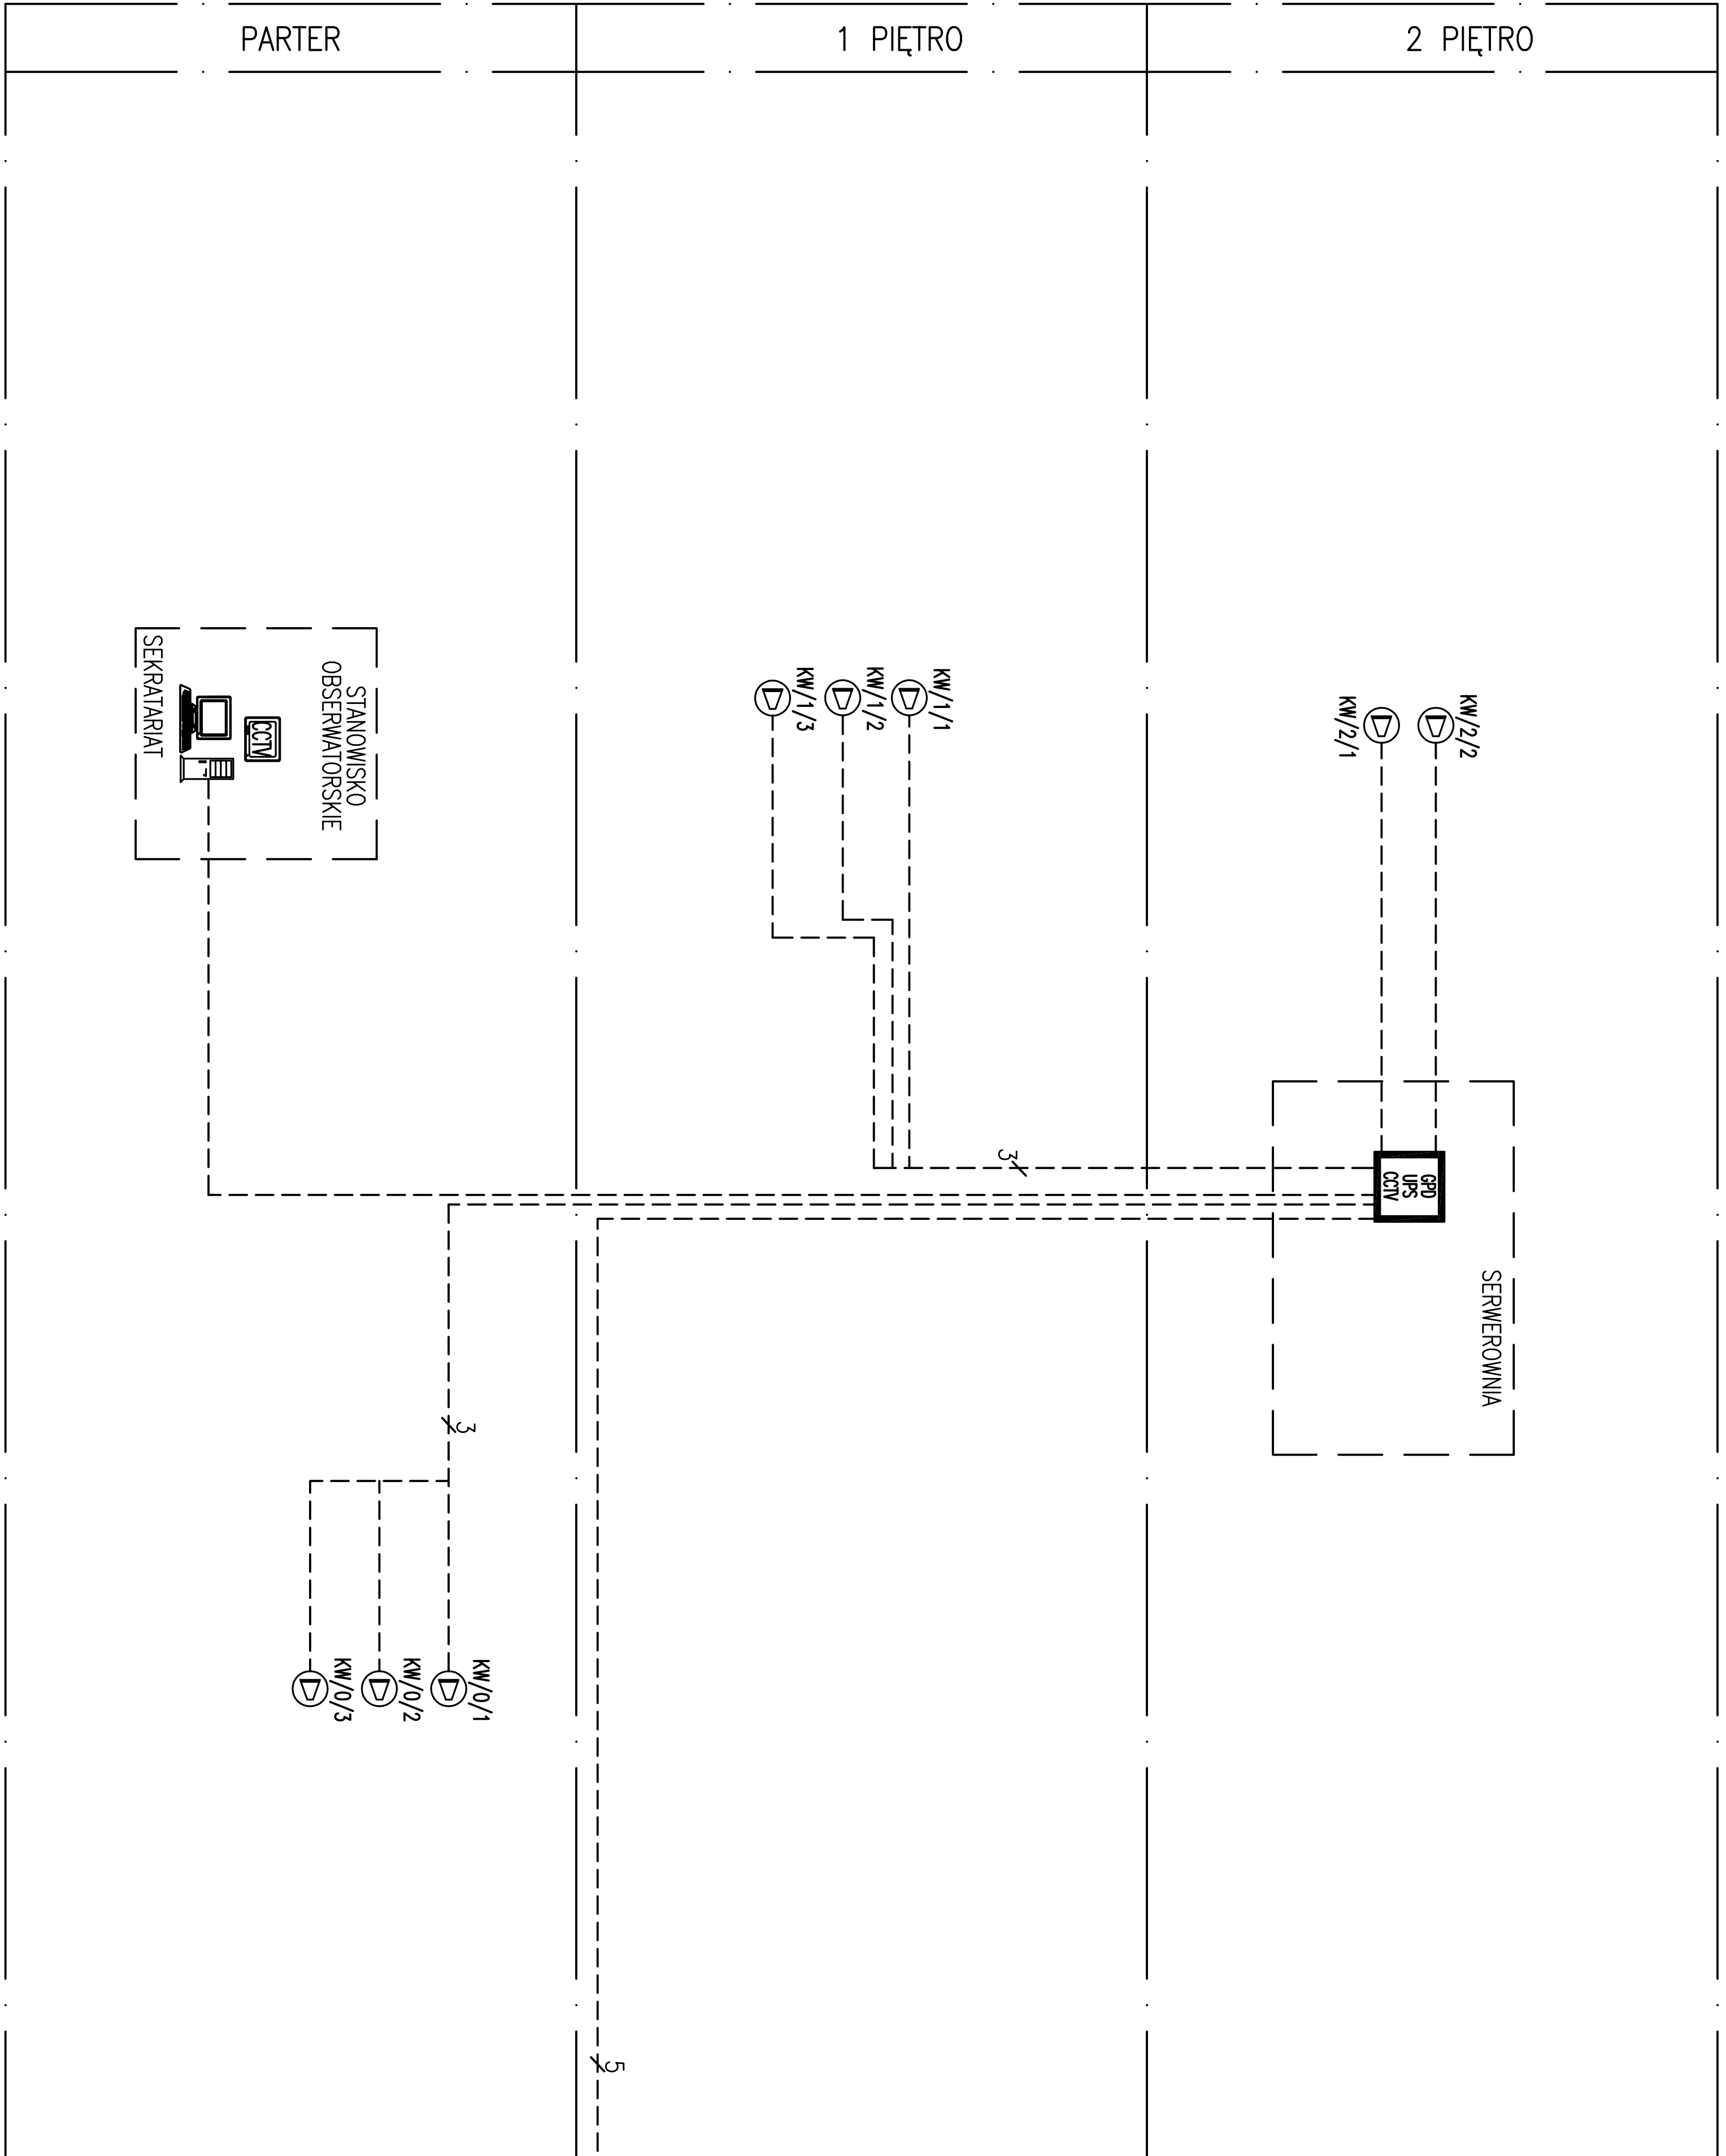 PARTER
1 PIĘTRO
2 PIĘTRO
STANOWISKO
OBSERWATORSKIE
CCTV
SEKRATARIAT
KW/1/1
KW/1/2
KW/1/3
KW/2/2
KW/2/1
GPD
UPS
CCTV
SERWEROWNIA
3
3
KW/0/1
KW/0/2
KW/0/3
5